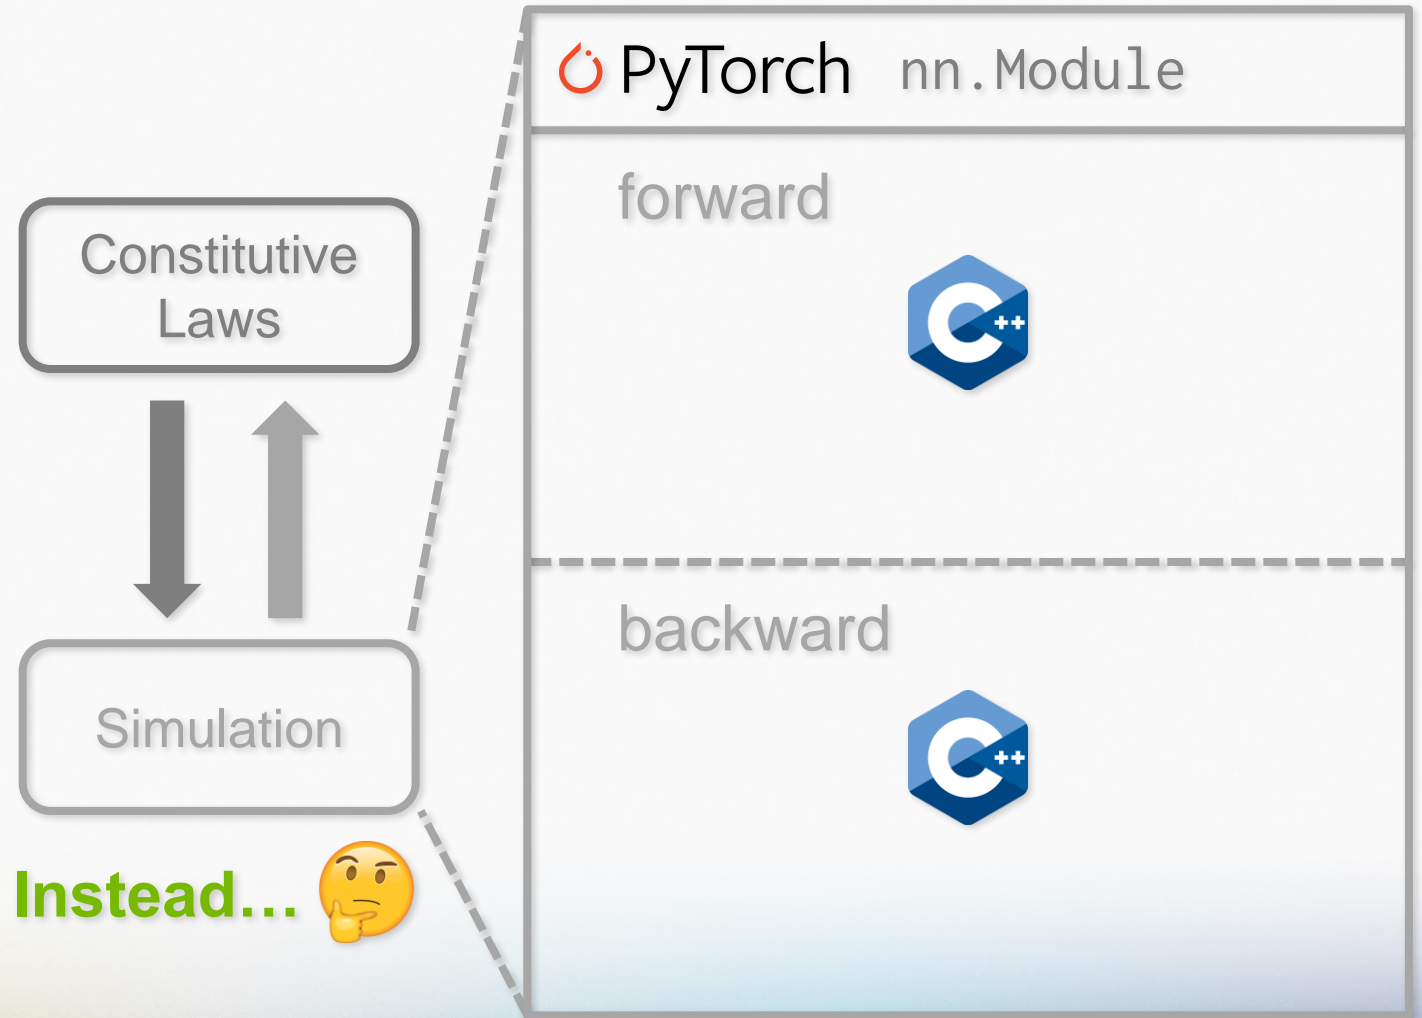 PyTorch nn.Module
forward
Constitutive
Laws
C++
backward
Simulation
C++
Instead...